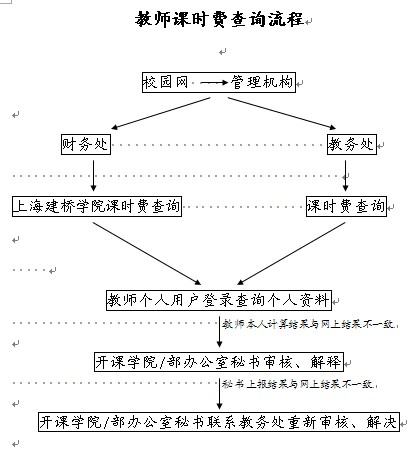 教师课时费查询流程
校园网 → 管理机构
财务处 教务处
上海建桥学院课时费查询 课时费查询
教师个人用户登录查询个人资料
教师本人计算结果与网上结果不一致。
开课学院/部办公室秘书审核、解释
秘书上报结果与网上结果不一致。
开课学院/部办公室秘书联系教务处重新审核、解决